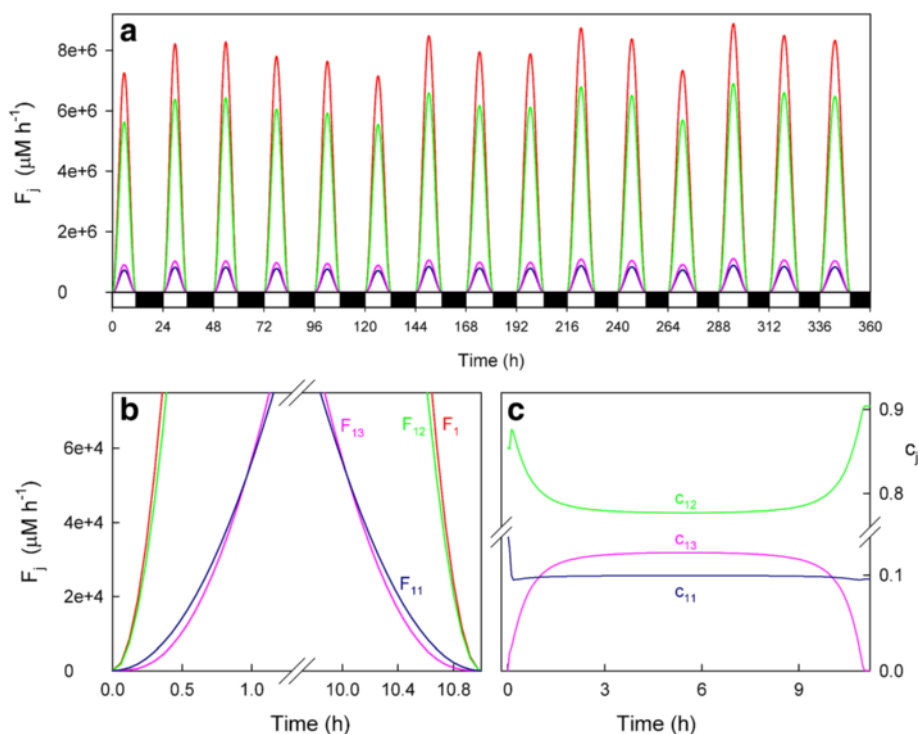 a
F_j (µM h⁻¹)
8e+6
6e+6
4e+6
2e+6
0
0 24 48 72 96 120 144 168 192 216 240 264 288 312 336 360
Time (h)
b
F_j (µM h⁻¹)
6e+4
4e+4
2e+4
0
F₁₃ F₁₂ F₁
F₁₁
0.0 0.5 1.0 10.0 10.4 10.8
Time (h)
c
0.9
c_j
0.8
c₁₂
c₁₃
0.1
c₁₁
0.0
0 3 6 9
Time (h)